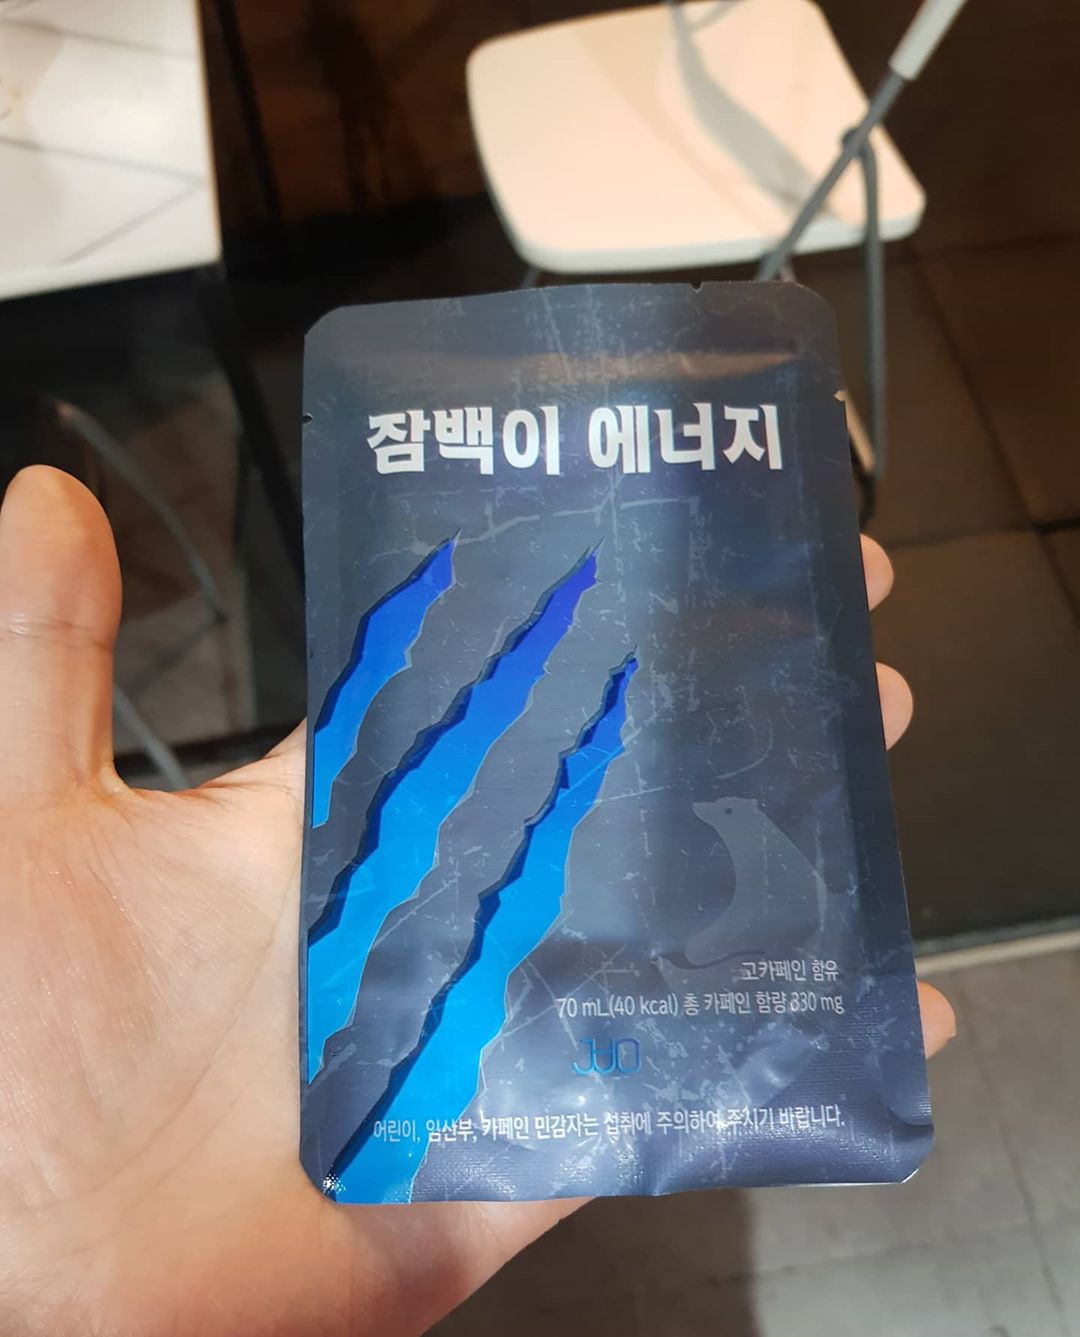 잠백이 에너지
고카페인 함유
70 mL(40 kcal) 총 카페인 함량 330 mg
어린이, 임산부, 카페인 민감자는 섭취에 주의하여 주시기 바랍니다.